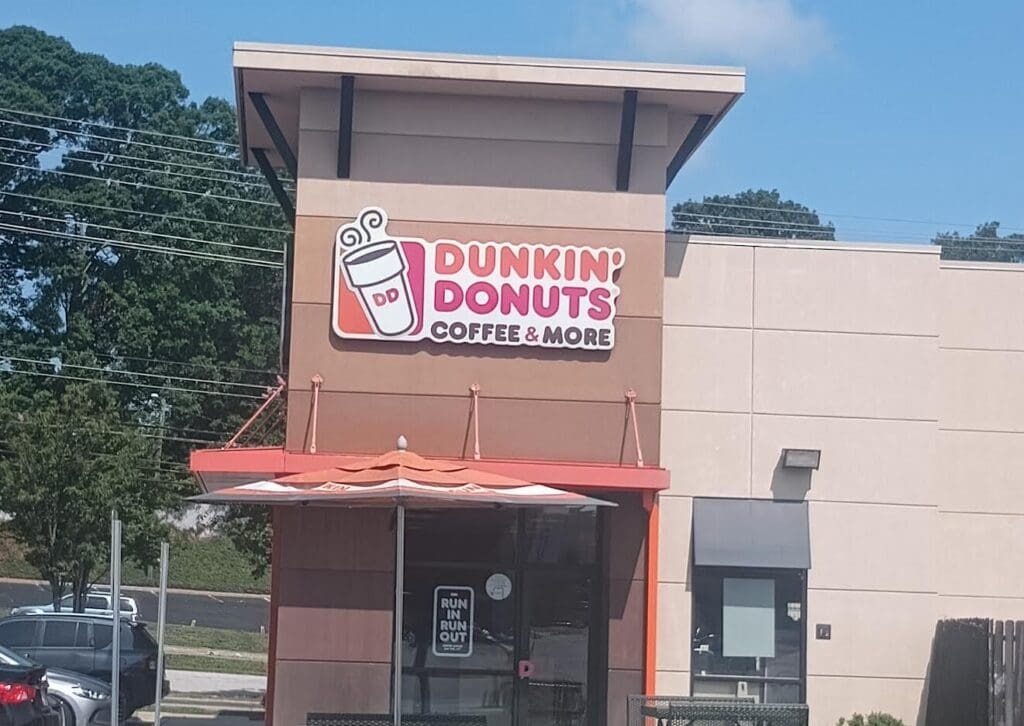 DUNKIN'
DONUTS
DD
COFFEE & MORE
RUN
IN
RUN
OUT
D